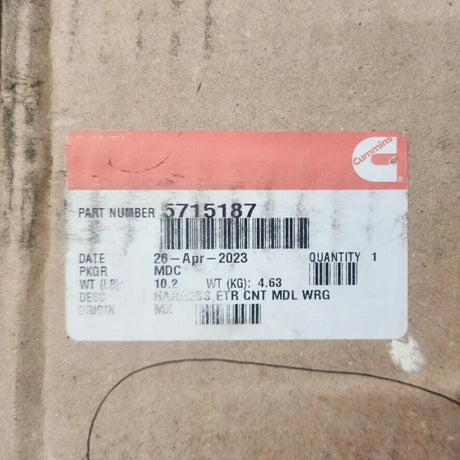 Cummins
PART NUMBER 5715187
DATE 26-Apr-2023 QUANTITY 1
PKGR MDC
WT (LB): 10.2 WT (KG): 4.63
DESC HARNESS,ETR CNT MDL WRG
ORIGIN MX